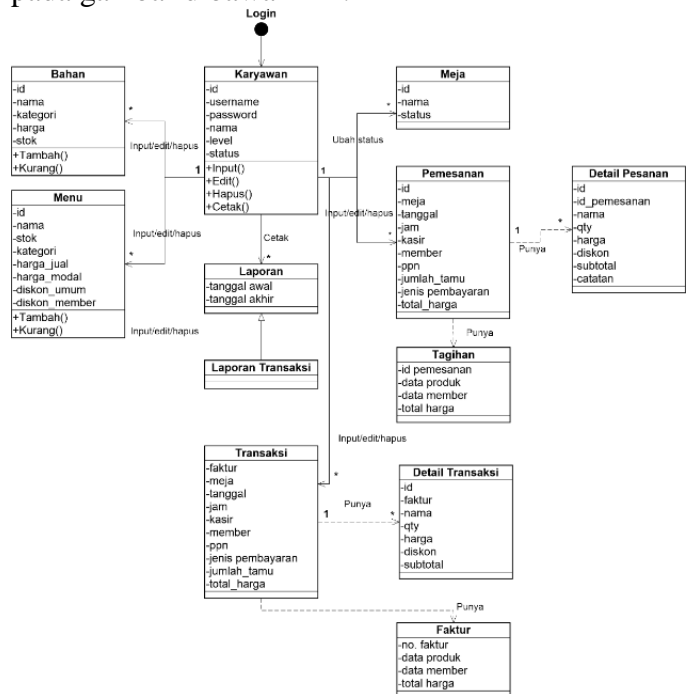 Login
Bahan
-id
-nama
-kategori
-harga
-stok
+Tambah()
+Kurang()
Karyawan
-id
-username
-password
-nama
-level
-status
+Input()
+Edit()
+Hapus()
+Cetak()
Meja
-id
-nama
-status
*
Input/edit/hapus
1
1
Ubah status
*
Menu
-id
-nama
-stok
-kategori
-harga_jual
-harga_modal
-diskon_umum
-diskon_member
+Tambah()
+Kurang()
Input/edit/hapus
*
Input/edit/hapus
Cetak
*
Laporan
-tanggal awal
-tanggal akhir
Laporan Transaksi
Input/edit/hapus
*
Pemesanan
-id
-meja
-tanggal
-jam
-kasir
-member
-ppn
-jumlah_tamu
-jenis pembayaran
-total_harga
1
Punya
*
Detail Pesanan
-id
-id_pemesanan
-nama
-qty
-harga
-diskon
-subtotal
-catatan
Punya
Tagihan
-id pemesanan
-data produk
-data member
-total harga
Input/edit/hapus
*
Transaksi
-faktur
-meja
-tanggal
-jam
-kasir
-member
-ppn
-jenis pembayaran
-jumlah_tamu
-total_harga
1
Punya
*
Detail Transaksi
-id
-faktur
-nama
-qty
-harga
-diskon
-subtotal
Punya
Faktur
-no. faktur
-data produk
-data member
-total harga